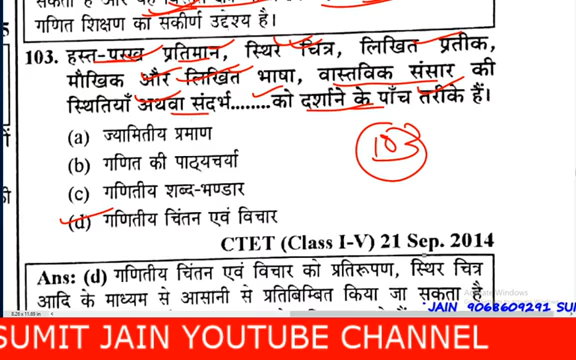 सकता है और यह
गणित शिक्षण का संकीर्ण उद्देश्य है।
103. हस्त-परख प्रतिमान, स्थिर चित्र, लिखित प्रतीक,
मौखिक और लिखित भाषा, वास्तविक संसार की
स्थितियाँ अथवा संदर्भ........को दर्शाने के पाँच तरीके हैं।
103
(a) ज्यामितीय प्रमाण
(b) गणित की पाठ्यचर्या
(c) गणितीय शब्द-भण्डार
(d) गणितीय चिंतन एवं विचार
CTET (Class I-V) 21 Sep. 2014
Ans: (d) गणितीय चिंतन एवं विचार को प्रतिरूपण, स्थिर चित्र
आदि के माध्यम से आसानी से प्रतिबिम्बित किया जा सकता है
JAIN 9068609291 SUM
SUMIT JAIN YOUTUBE CHANNEL